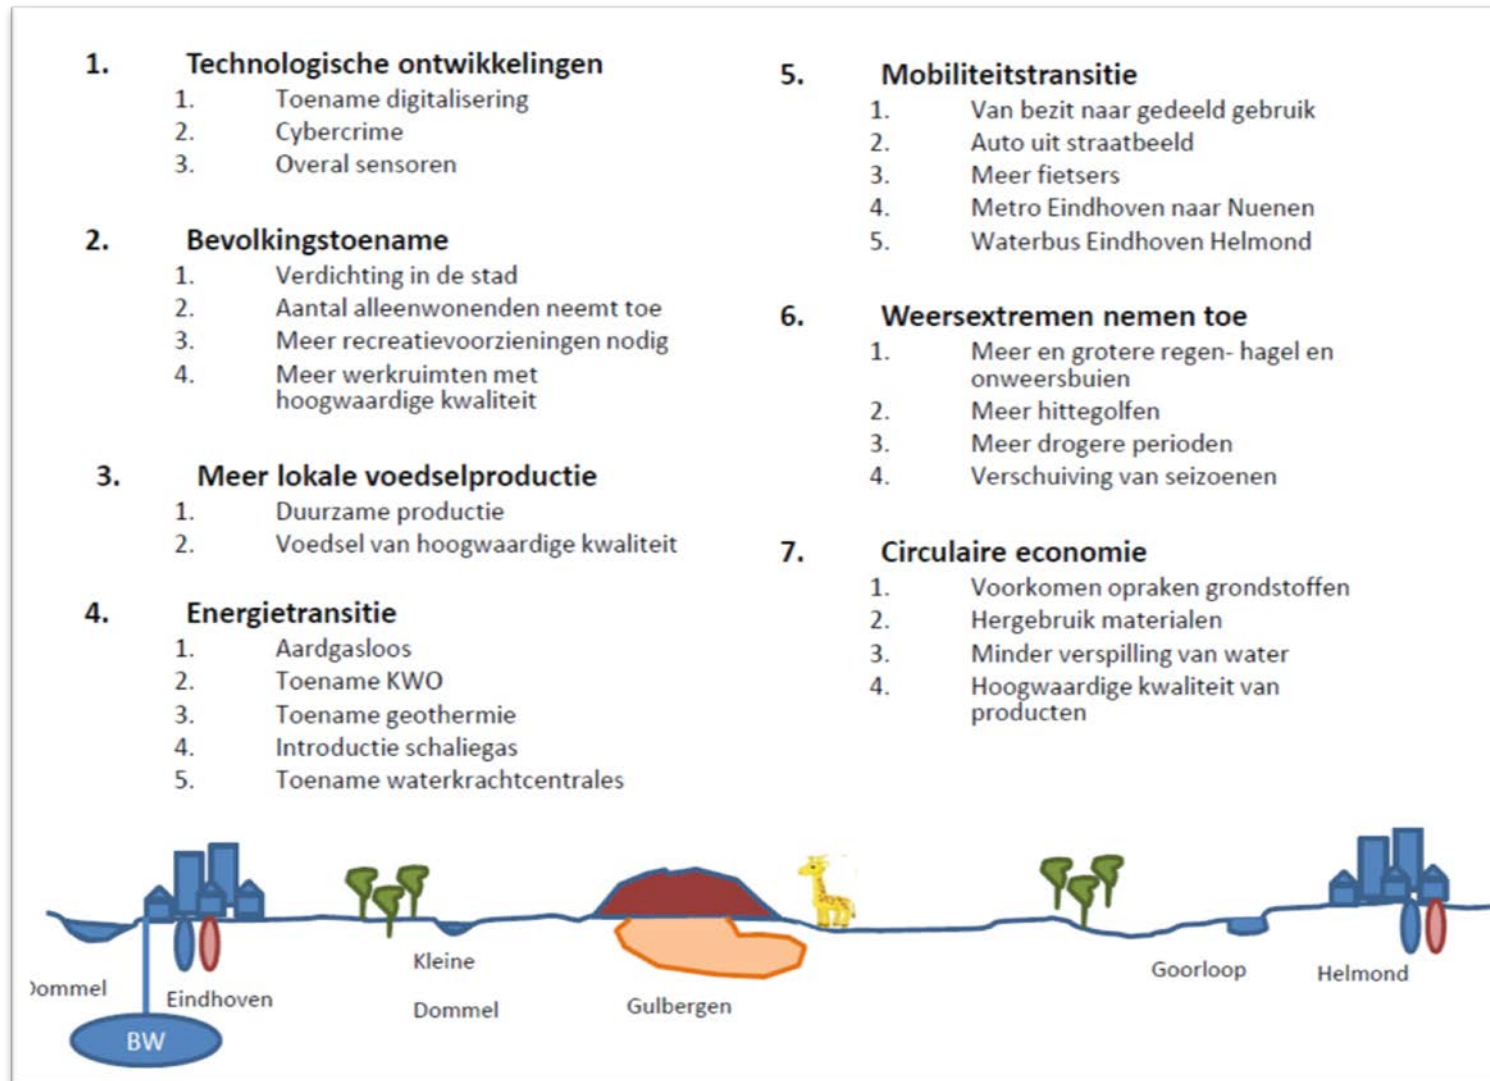 1. Technologische ontwikkelingen
1. Toename digitalisering
2. Cybercrime
3. Overal sensoren
2. Bevolkingstoename
1. Verdichting in de stad
2. Aantal alleenwonenden neemt toe
3. Meer recreatievoorzieningen nodig
4. Meer werkruimten met
hoogwaardige kwaliteit
3. Meer lokale voedselproductie
1. Duurzame productie
2. Voedsel van hoogwaardige kwaliteit
4. Energietransitie
1. Aardgasloos
2. Toename KWO
3. Toename geothermie
4. Introductie schaliegas
5. Toename waterkrachtcentrales
5. Mobiliteitstransitie
1. Van bezit naar gedeeld gebruik
2. Auto uit straatbeeld
3. Meer fietsers
4. Metro Eindhoven naar Nuenen
5. Waterbus Eindhoven Helmond
6. Weersextremen nemen toe
1. Meer en grotere regen- hagel en
onweersbuien
2. Meer hittegolfen
3. Meer drogere perioden
4. Verschuiving van seizoenen
7. Circulaire economie
1. Voorkomen opraken grondstoffen
2. Hergebruik materialen
3. Minder verspilling van water
4. Hoogwaardige kwaliteit van
producten
Dommel
Eindhoven
BW
Kleine
Dommel
Gulbergen
Goorloop
Helmond